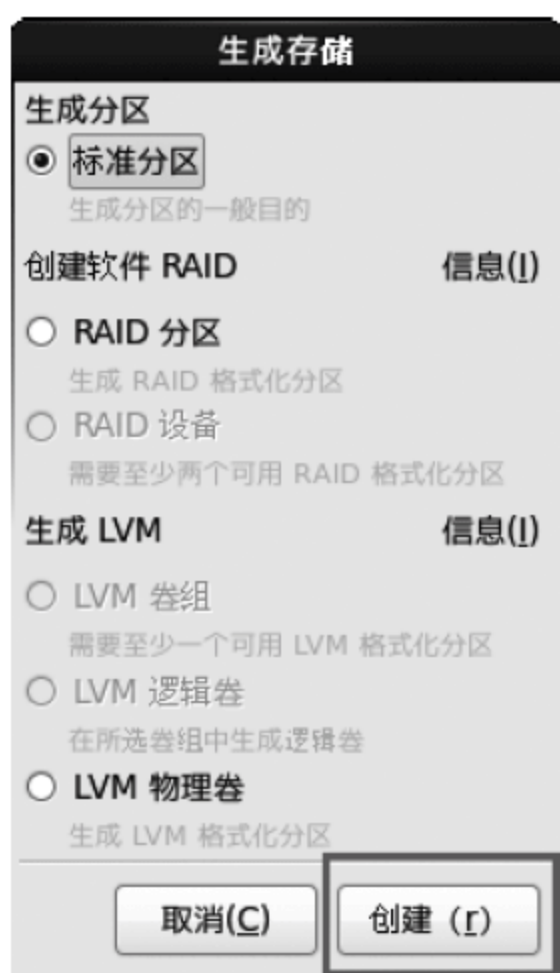 生成存储
生成分区
标准分区
生成分区的一般目的
创建软件 RAID 信息(I)
RAID 分区
生成 RAID 格式化分区
RAID 设备
需要至少两个可用 RAID 格式化分区
生成 LVM 信息(I)
LVM 卷组
需要至少一个可用 LVM 格式化分区
LVM 逻辑卷
在所选卷组中生成逻辑卷
LVM 物理卷
生成 LVM 格式化分区
取消(C) 创建（r）